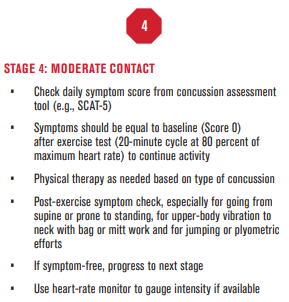 4
STAGE 4: MODERATE CONTACT
▪ Check daily symptom score from concussion assessment
tool (e.g., SCAT-5)
▪ Symptoms should be equal to baseline (Score 0)
after exercise test (20-minute cycle at 80 percent of
maximum heart rate) to continue activity
▪ Physical therapy as needed based on type of concussion
▪ Post-exercise symptom check, especially for going from
supine or prone to standing, for upper-body vibration to
neck with bag or mitt work and for jumping or plyometric
efforts
▪ If symptom-free, progress to next stage
▪ Use heart-rate monitor to gauge intensity if available